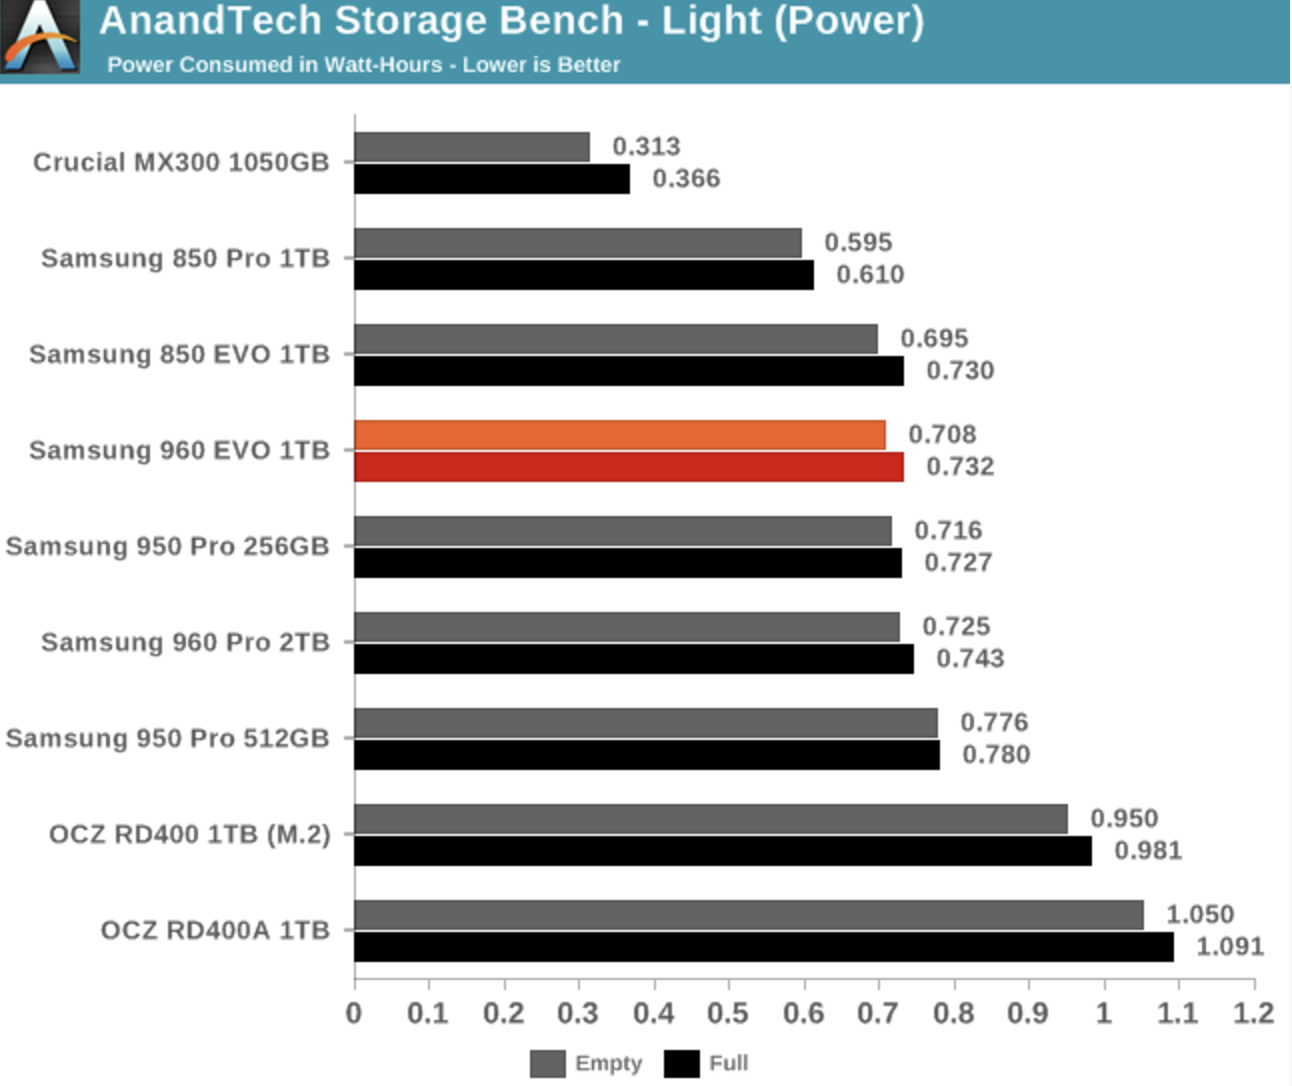 AnandTech Storage Bench - Light (Power)
Power Consumed in Watt-Hours - Lower is Better
Crucial MX300 1050GB
0.313
0.366
Samsung 850 Pro 1TB
0.595
0.610
Samsung 850 EVO 1TB
0.695
0.730
Samsung 960 EVO 1TB
0.708
0.732
Samsung 950 Pro 256GB
0.716
0.727
Samsung 960 Pro 2TB
0.725
0.743
Samsung 950 Pro 512GB
0.776
0.780
OCZ RD400 1TB (M.2)
0.950
0.981
OCZ RD400A 1TB
1.050
1.091
0 0.1 0.2 0.3 0.4 0.5 0.6 0.7 0.8 0.9 1 1.1 1.2
Empty Full